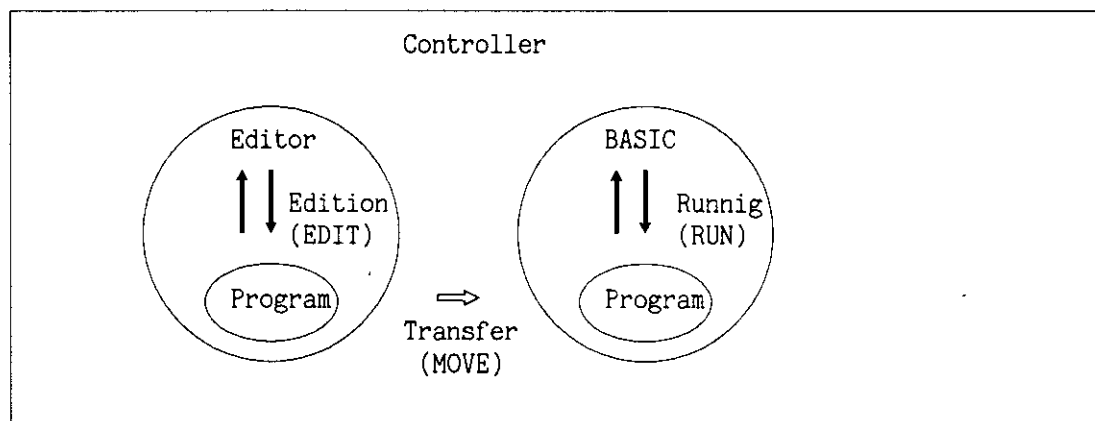 Controller
Editor
Edition
(EDIT)
Program
Transfer
(MOVE)
BASIC
Runnig
(RUN)
Program